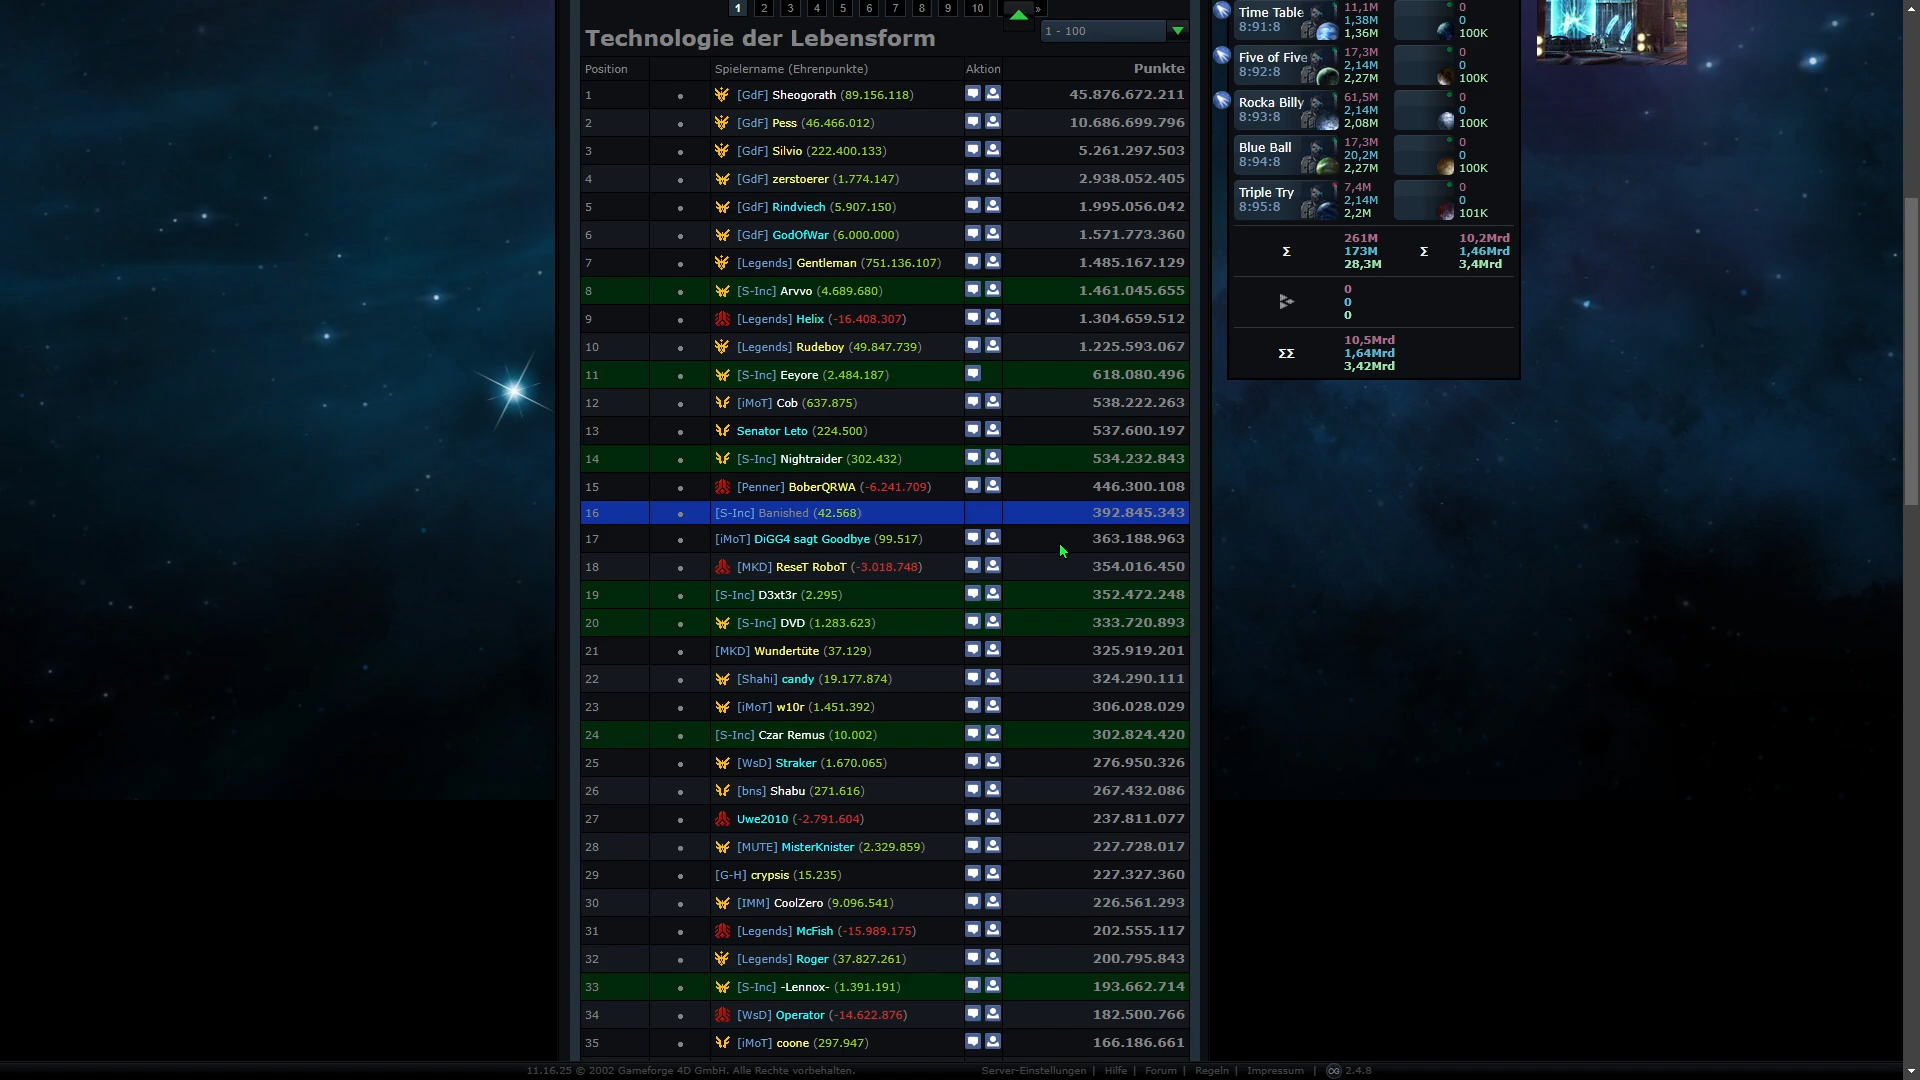 1 2 3 4 5 6 7 8 9 10 »
Technologie der Lebensform
1 - 100
Position Spielername (Ehrenpunkte) Aktion Punkte
1 [GdF] Sheogorath (89.156.118) 45.876.672.211
2 [GdF] Pess (46.466.012) 10.686.699.796
3 [GdF] Silvio (222.400.133) 5.261.297.503
4 [GdF] zerstoerer (1.774.147) 2.938.052.405
5 [GdF] Rindviech (5.907.150) 1.995.056.042
6 [GdF] GodOfWar (6.000.000) 1.571.773.360
7 [Legends] Gentleman (751.136.107) 1.485.167.129
8 [S-Inc] Arvvo (4.689.680) 1.461.045.655
9 [Legends] Helix (-16.408.307) 1.304.659.512
10 [Legends] Rudeboy (49.847.739) 1.225.593.067
11 [S-Inc] Eeyore (2.484.187) 618.080.496
12 [iMoT] Cob (637.875) 538.222.263
13 Senator Leto (224.500) 537.600.197
14 [S-Inc] Nightraider (302.432) 534.232.843
15 [Penner] BoberQRWA (-6.241.709) 446.300.108
16 [S-Inc] Banished (42.568) 392.845.343
17 [iMoT] DiGG4 sagt Goodbye (99.517) 363.188.963
18 [MKD] ReseT RoboT (-3.018.748) 354.016.450
19 [S-Inc] D3xt3r (2.295) 352.472.248
20 [S-Inc] DVD (1.283.623) 333.720.893
21 [MKD] Wundertüte (37.129) 325.919.201
22 [Shahi] candy (19.177.874) 324.290.111
23 [iMoT] w10r (1.451.392) 306.028.029
24 [S-Inc] Czar Remus (10.002) 302.824.420
25 [WsD] Straker (1.670.065) 276.950.326
26 [bns] Shabu (271.616) 267.432.086
27 Uwe2010 (-2.791.604) 237.811.077
28 [MUTE] MisterKnister (2.329.859) 227.728.017
29 [G-H] crypsis (15.235) 227.327.360
30 [IMM] CoolZero (9.096.541) 226.561.293
31 [Legends] McFish (-15.989.175) 202.555.117
32 [Legends] Roger (37.827.261) 200.795.843
33 [S-Inc] -Lennox- (1.391.191) 193.662.714
34 [WsD] Operator (-14.622.876) 182.500.766
35 [iMoT] coone (297.947) 166.186.661
Time Table 11,1M 0
8:91:8 1,38M 0
1,36M 100K
Five of Five 17,3M 0
8:92:8 2,14M 0
2,27M 100K
Rocka Billy 61,5M 0
8:93:8 2,14M 0
2,08M 100K
Blue Ball 17,3M 0
8:94:8 20,2M 0
2,27M 100K
Triple Try 7,4M 0
8:95:8 2,14M 0
2,2M 101K
261M 10,2Mrd
Σ 173M Σ 1,46Mrd
28,3M 3,4Mrd
0
0
0
10,5Mrd
ΣΣ 1,64Mrd
3,42Mrd
11.16.25 © 2002 Gameforge 4D GmbH. Alle Rechte vorbehalten. Server-Einstellungen | Hilfe | Forum | Regeln | Impressum | 2.4.8